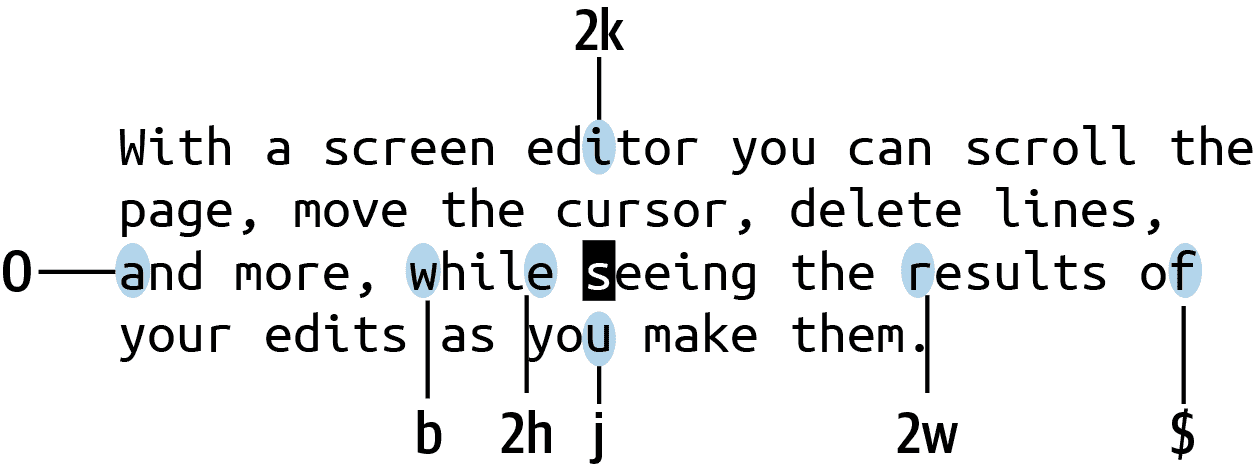 2k
With a screen editor you can scroll the
page, move the cursor, delete lines,
0 and more, while seeing the results of
your edits as you make them.
b 2h j 2w $